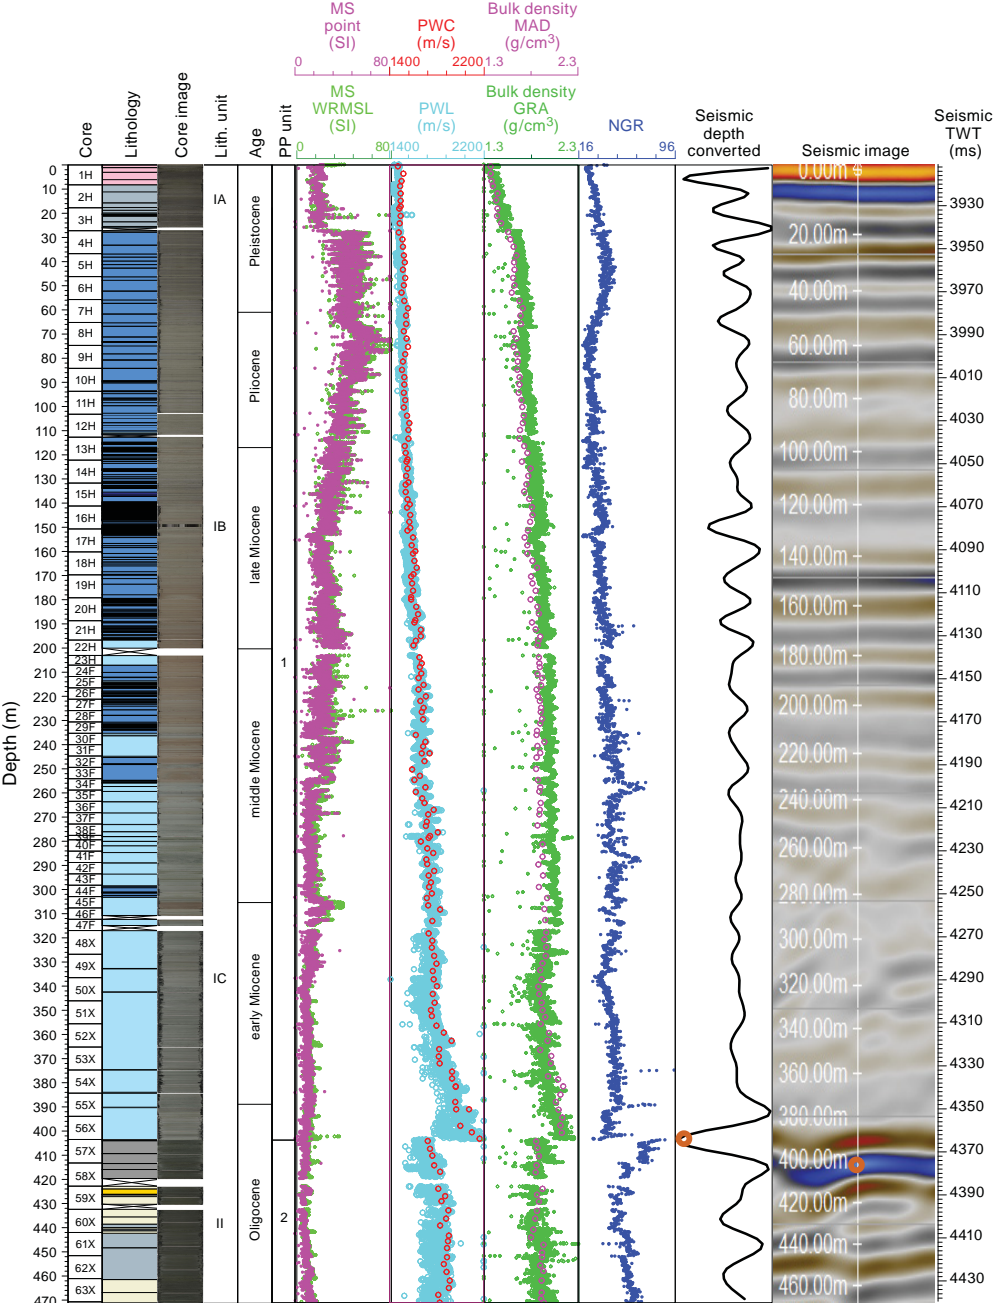 MS
point
(SI)
PWC
(m/s)
Bulk density
MAD
(g/cm³)
0 80 1400 2200 1.3 2.3
Core
Lithology
Core image
Lith. unit
Age
PP unit
MS
WRMSL
(SI)
PWL
(m/s)
Bulk density
GRA
(g/cm³)
NGR
Seismic
depth
converted
Seismic image
Seismic
TWT
(ms)
0 80 1400 2200 1.3 2.3 16 96
Depth (m)
0
10
20
30
40
50
60
70
80
90
100
110
120
130
140
150
160
170
180
190
200
210
220
230
240
250
260
270
280
290
300
310
320
330
340
350
360
370
380
390
400
410
420
430
440
450
460
470
1H
2H
3H
4H
5H
6H
7H
8H
9H
10H
11H
12H
13H
14H
15H
16H
17H
18H
19H
20H
21H
22H
23H
24F
25F
26F
27F
28F
29F
30F
31F
32F
33F
34F
35F
36F
37F
38F
40F
41F
42F
43F
44F
45F
46F
47F
48X
49X
50X
51X
52X
53X
54X
55X
56X
57X
58X
59X
60X
61X
62X
63X
IA
IB
IC
II
Pleistocene
Pliocene
late Miocene
middle Miocene
early Miocene
Oligocene
1
2
0.00m
20.00m
40.00m
60.00m
80.00m
100.00m
120.00m
140.00m
160.00m
180.00m
200.00m
220.00m
240.00m
260.00m
280.00m
300.00m
320.00m
340.00m
360.00m
380.00m
400.00m
420.00m
440.00m
460.00m
3930
3950
3970
3990
4010
4030
4050
4070
4090
4110
4130
4150
4170
4190
4210
4230
4250
4270
4290
4310
4330
4350
4370
4390
4410
4430